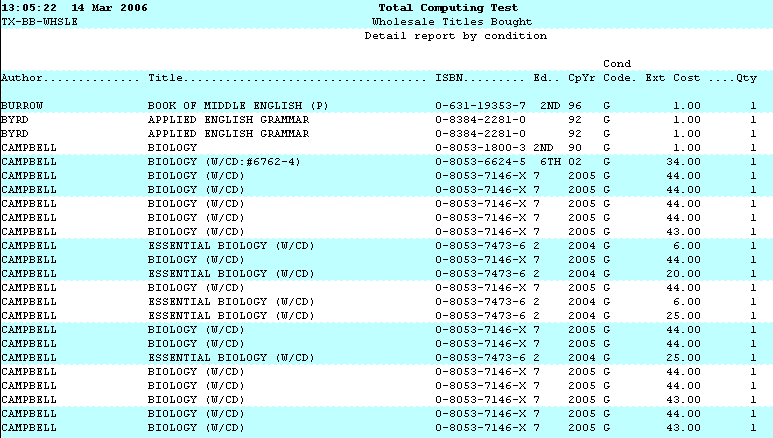 13:05:22  14 Mar 2006                                Total Computing Test
TX-BB-WHSLE                                         Wholesale Titles Bought
                                                   Detail report by condition

                                                                                     Cond
Author.............. Title................................... ISBN......... Ed.. CpYr Code. Ext Cost ....Qty

BURROW               BOOK OF MIDDLE ENGLISH (P)               0-631-19353-7  2ND 96   G         1.00       1
BYRD                 APPLIED ENGLISH GRAMMAR                  0-8384-2281-0      92   G         1.00       1
BYRD                 APPLIED ENGLISH GRAMMAR                  0-8384-2281-0      92   G         1.00       1
CAMPBELL             BIOLOGY                                  0-8053-1800-3 2ND  90   G         1.00       1
CAMPBELL             BIOLOGY (W/CD:#6762-4)                   0-8053-6624-5  6TH 02   G        34.00       1
CAMPBELL             BIOLOGY (W/CD)                           0-8053-7146-X 7    2005 G        44.00       1
CAMPBELL             BIOLOGY (W/CD)                           0-8053-7146-X 7    2005 G        44.00       1
CAMPBELL             BIOLOGY (W/CD)                           0-8053-7146-X 7    2005 G        44.00       1
CAMPBELL             BIOLOGY (W/CD)                           0-8053-7146-X 7    2005 G        43.00       1
CAMPBELL             ESSENTIAL BIOLOGY (W/CD)                 0-8053-7473-6 2    2004 G         6.00       1
CAMPBELL             BIOLOGY (W/CD)                           0-8053-7146-X 7    2005 G        44.00       1
CAMPBELL             ESSENTIAL BIOLOGY (W/CD)                 0-8053-7473-6 2    2004 G        20.00       1
CAMPBELL             BIOLOGY (W/CD)                           0-8053-7146-X 7    2005 G        44.00       1
CAMPBELL             ESSENTIAL BIOLOGY (W/CD)                 0-8053-7473-6 2    2004 G         6.00       1
CAMPBELL             ESSENTIAL BIOLOGY (W/CD)                 0-8053-7473-6 2    2004 G        25.00       1
CAMPBELL             BIOLOGY (W/CD)                           0-8053-7146-X 7    2005 G        44.00       1
CAMPBELL             BIOLOGY (W/CD)                           0-8053-7146-X 7    2005 G        44.00       1
CAMPBELL             ESSENTIAL BIOLOGY (W/CD)                 0-8053-7473-6 2    2004 G        25.00       1
CAMPBELL             BIOLOGY (W/CD)                           0-8053-7146-X 7    2005 G        44.00       1
CAMPBELL             BIOLOGY (W/CD)                           0-8053-7146-X 7    2005 G        44.00       1
CAMPBELL             BIOLOGY (W/CD)                           0-8053-7146-X 7    2005 G        43.00       1
CAMPBELL             BIOLOGY (W/CD)                           0-8053-7146-X 7    2005 G        44.00       1
CAMPBELL             BIOLOGY (W/CD)                           0-8053-7146-X 7    2005 G        43.00       1